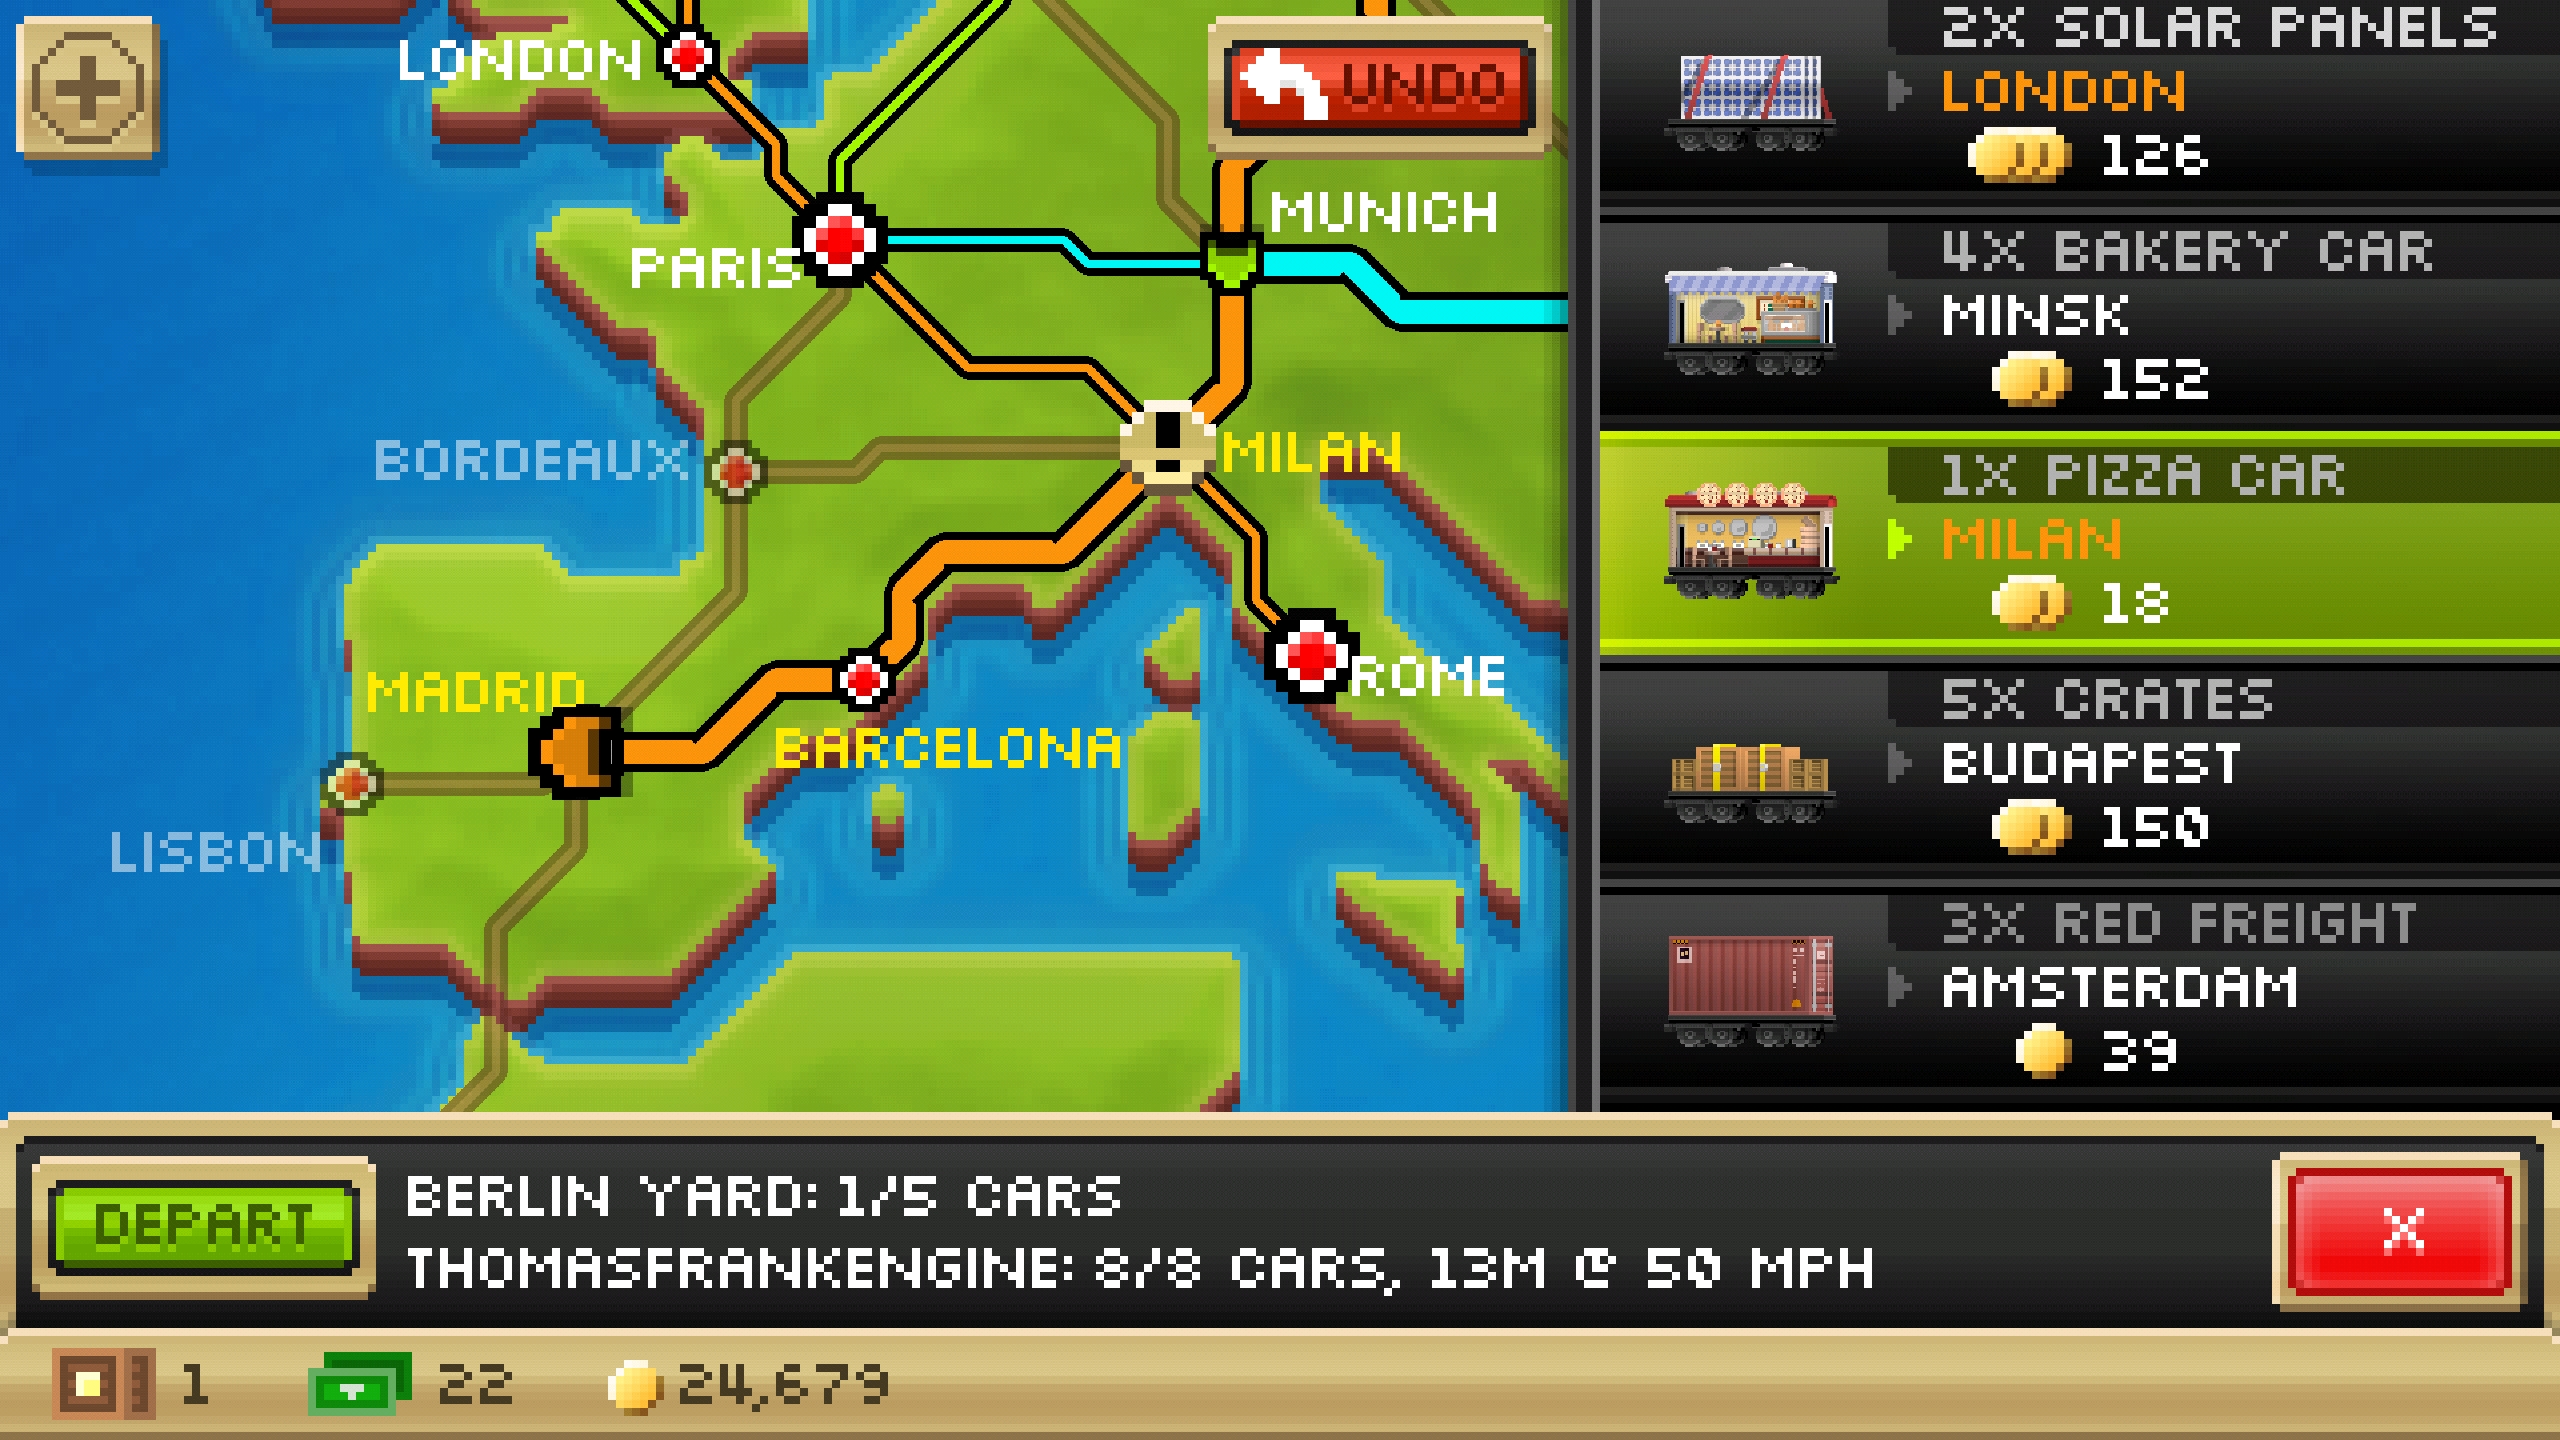 LONDON
UNDO
MUNICH
PARIS
MILAN
BORDEAUX
ROME
MADRID
BARCELONA
LISBON
2X SOLAR PANELS
LONDON
126
4X BAKERY CAR
MINSK
152
1X PIZZA CAR
MILAN
18
5X CRATES
BUDAPEST
150
3X RED FREIGHT
AMSTERDAM
39
DEPART
BERLIN YARD: 1/5 CARS
THOMASFRANKENGINE: 8/8 CARS, 13M @ 50 MPH
X
1 22 24,679